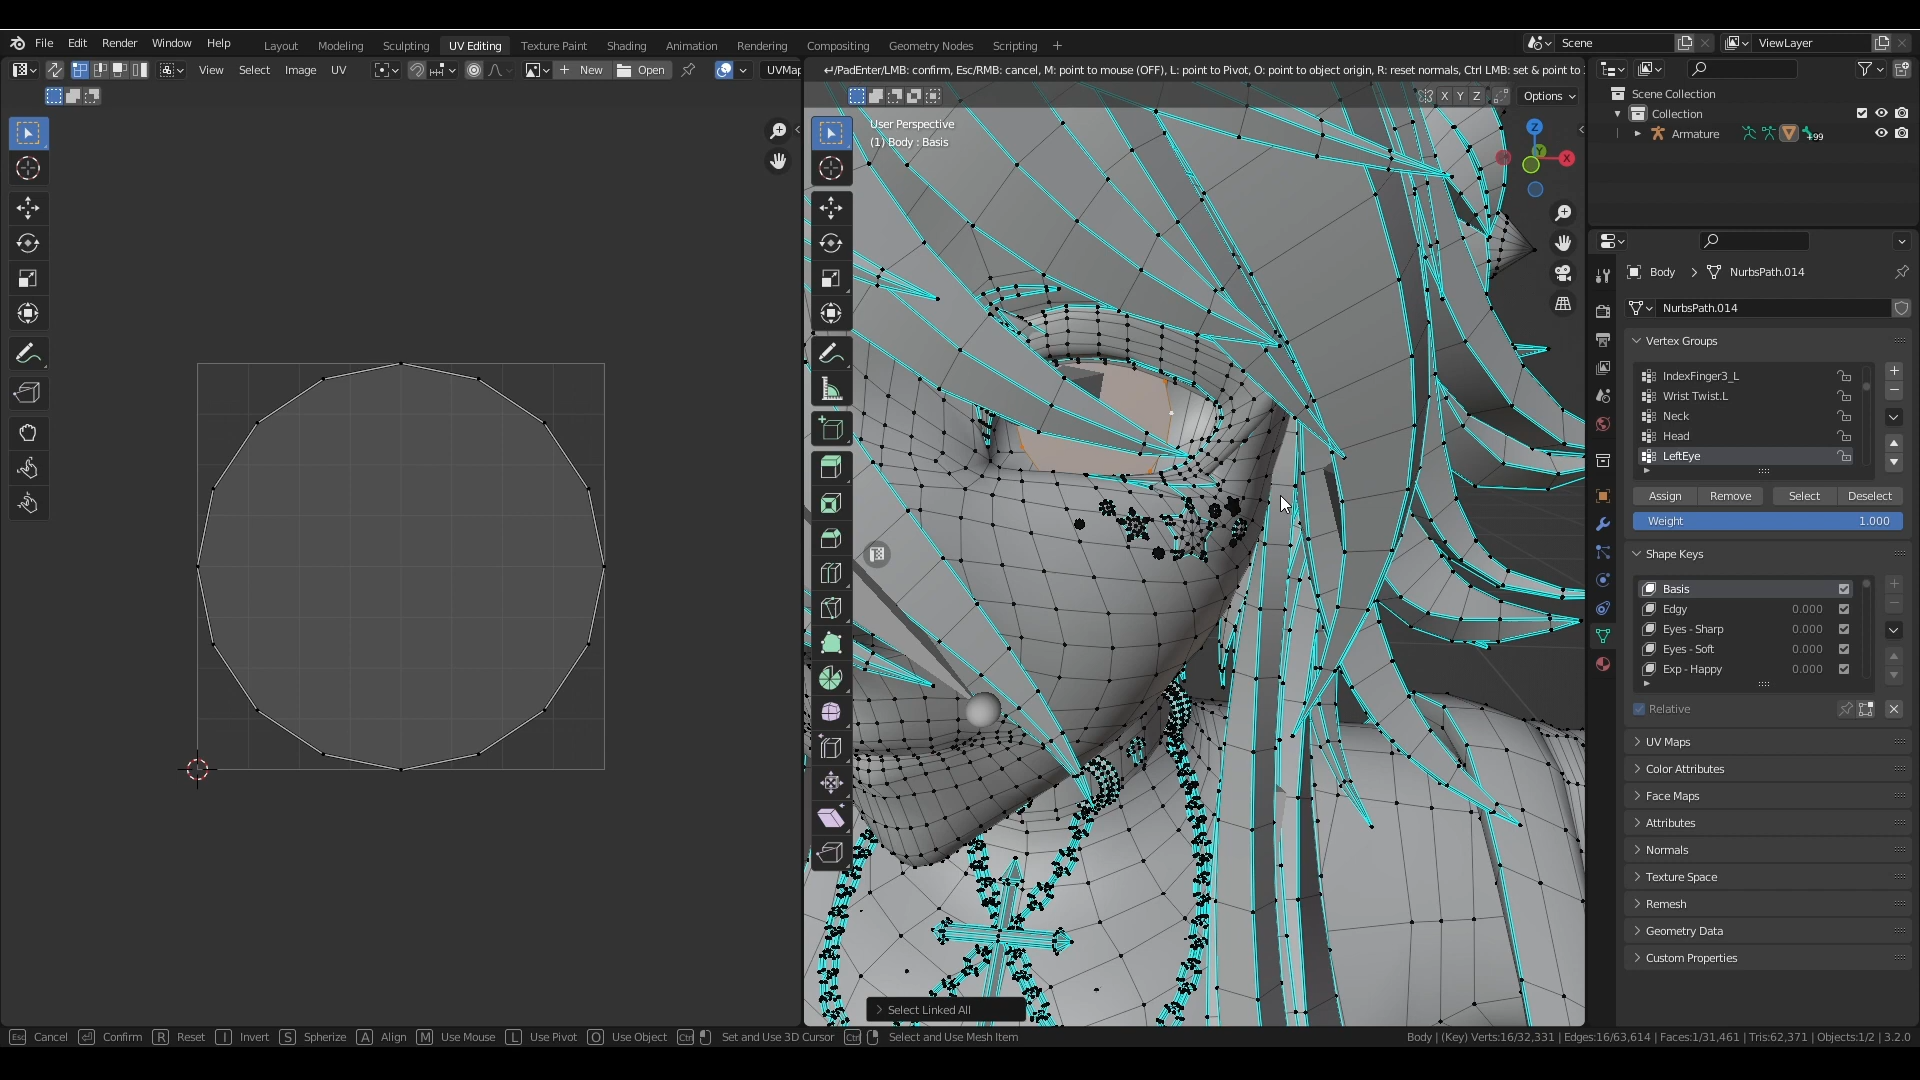 File Edit Render Window Help Layout Modeling Sculpting UV Editing Texture Paint Shading Animation Rendering Compositing Geometry Nodes Scripting + Scene ViewLayer
View Select Image UV New Open UVMap
↵/PadEnter/LMB: confirm, Esc/RMB: cancel, M: point to mouse (OFF), L: point to Pivot, O: point to object origin, R: reset normals, Ctrl LMB: set & point to
X Y Z Options
User Perspective
(1) Body : Basis
Z
Y
X
Scene Collection
Collection
Armature
+99
Body > NurbsPath.014
NurbsPath.014
Vertex Groups
IndexFinger3_L
Wrist Twist.L
Neck
Head
LeftEye
Assign Remove Select Deselect
Weight 1.000
Shape Keys
Basis
Edgy 0.000
Eyes - Sharp 0.000
Eyes - Soft 0.000
Exp - Happy 0.000
Relative
UV Maps
Color Attributes
Face Maps
Attributes
Normals
Texture Space
Remesh
Geometry Data
Custom Properties
> Select Linked All
Esc Cancel Confirm R Reset I Invert S Spherize A Align M Use Mouse L Use Pivot O Use Object Ctrl Set and Use 3D Cursor Ctrl Select and Use Mesh Item
Body | (Key) Verts:16/32,331 | Edges:16/63,614 | Faces:1/31,461 | Tris:62,371 | Objects:1/2 | 3.2.0